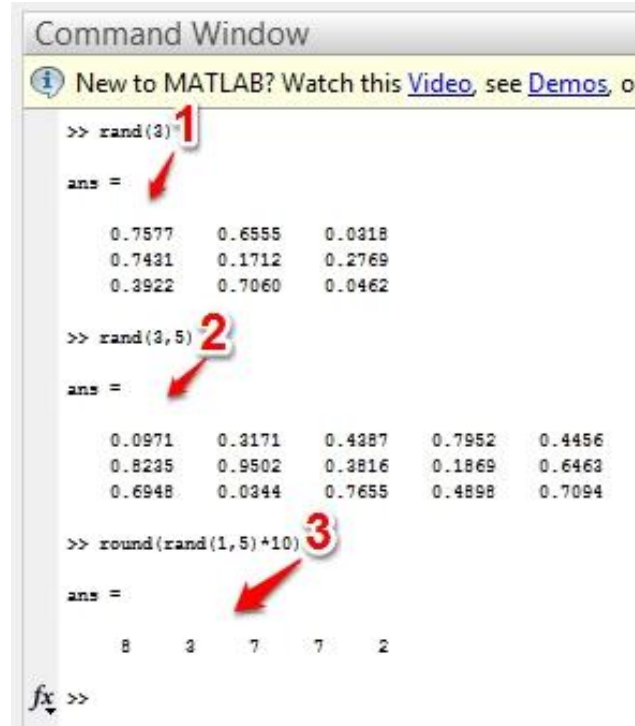 Command Window
New to MATLAB? Watch this Video, see Demos, o
>> rand(3) 1
ans =
0.7577 0.6555 0.0318
0.7431 0.1712 0.2769
0.3922 0.7060 0.0462
>> rand(3,5) 2
ans =
0.0971 0.3171 0.4387 0.7952 0.4456
0.8235 0.9502 0.3816 0.1869 0.6463
0.6948 0.0344 0.7655 0.4898 0.7094
>> round(rand(1,5)*10) 3
ans =
8 3 7 7 2
fx >>